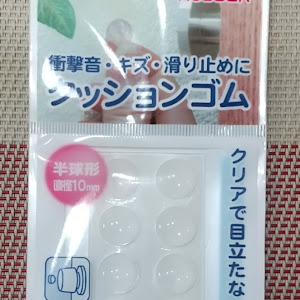 衝撃音・キズ・滑り止めに
クッションゴム
半球形
直径10mm
クリアで目立たな